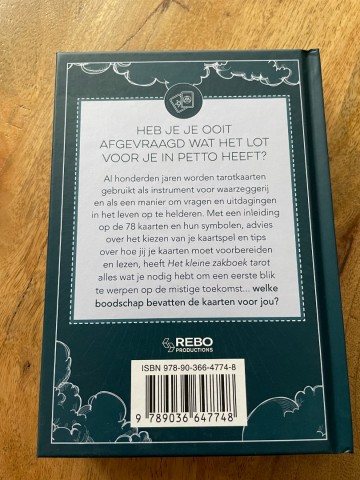 HEB JE JE OOIT
AFGEVRAAGD WAT HET LOT
VOOR JE IN PETTO HEEFT?
Al honderden jaren worden tarotkaarten
gebruikt als instrument voor waarzeggerij
en als een manier om vragen en uitdagingen
in het leven op te helderen. Met een inleiding
op de 78 kaarten en hun symbolen, advies
over het kiezen van je kaartspel en tips
over hoe jij je kaarten moet voorbereiden
en lezen, heeft Het kleine zakboek tarot
alles wat je nodig hebt om een eerste blik
te werpen op de mistige toekomst... welke
boodschap bevatten de kaarten voor jou?
REBO
PRODUCTIONS
ISBN 978-90-366-4774-8
9 789036 647748